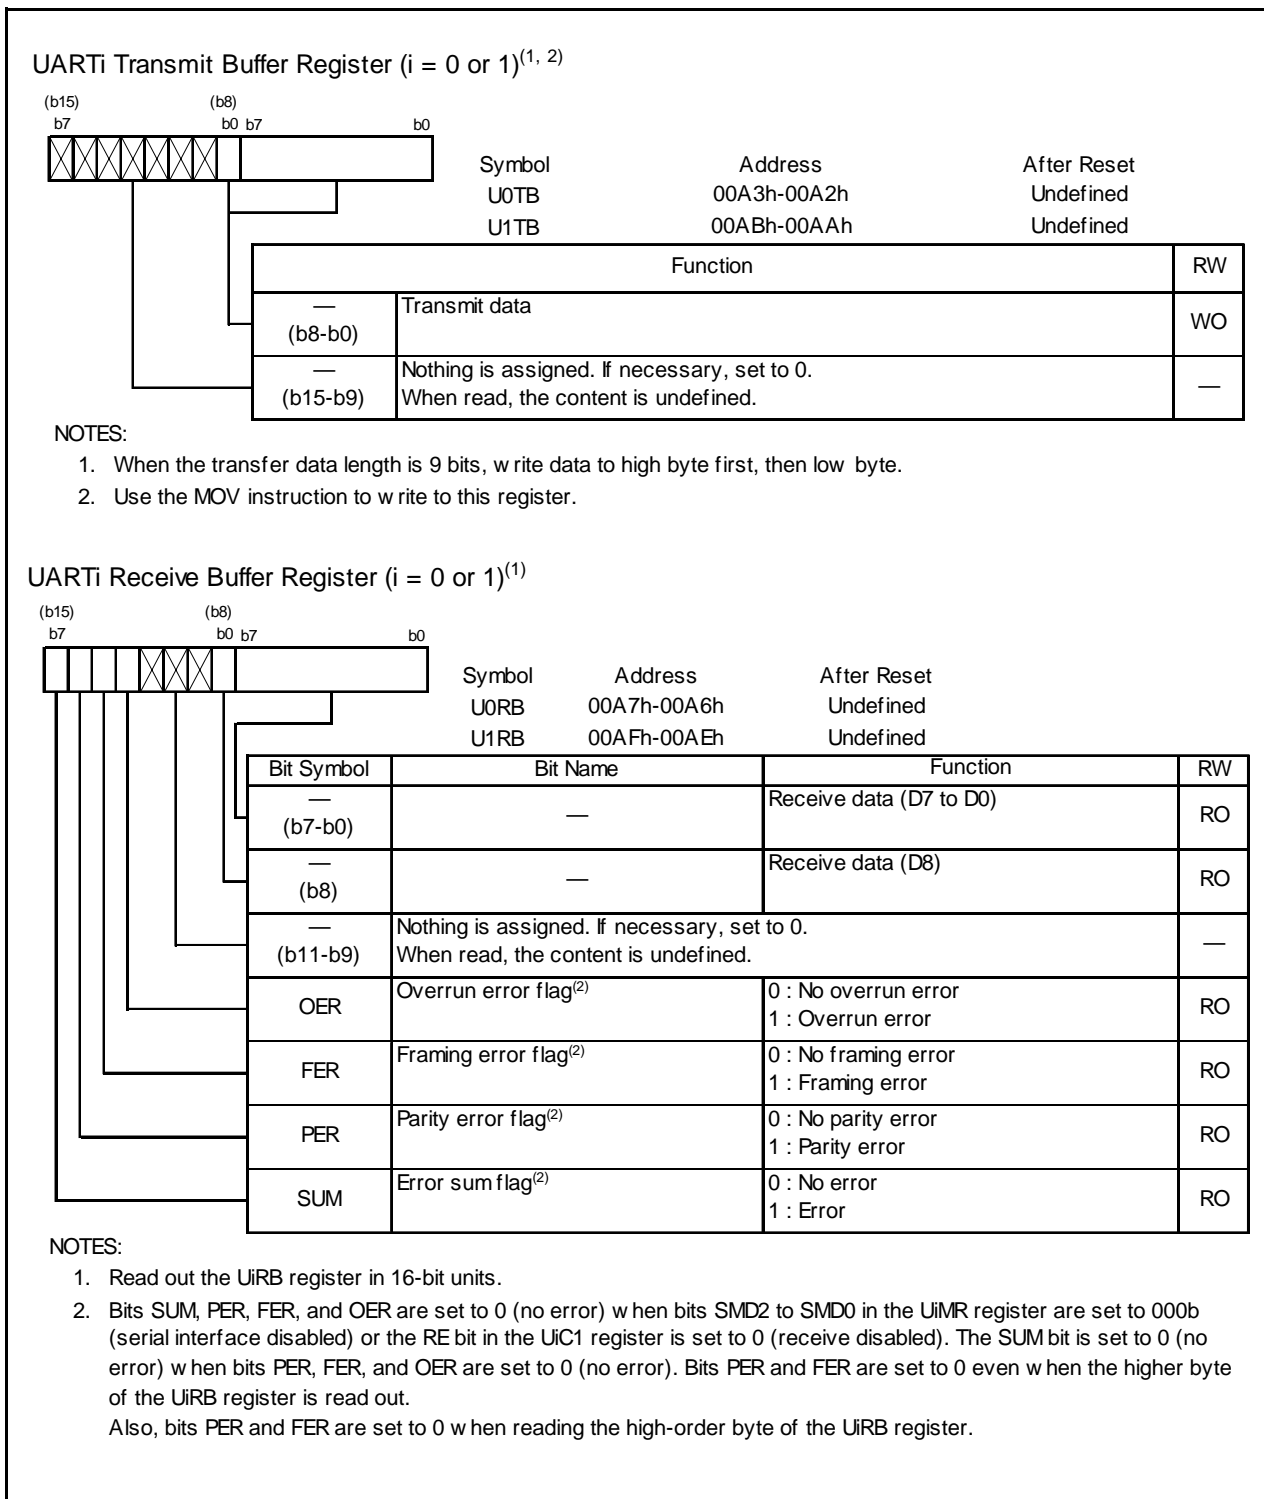 UARTi Transmit Buffer Register (i = 0 or 1)(1, 2)
(b15) (b8)
b7 b0 b7 b0
Symbol Address After Reset
U0TB 00A3h-00A2h Undefined
U1TB 00ABh-00AAh Undefined
Function RW
— Transmit data
(b8-b0) WO
— Nothing is assigned. If necessary, set to 0.
(b15-b9) When read, the content is undefined. —
NOTES:
1. When the transfer data length is 9 bits, write data to high byte first, then low byte.
2. Use the MOV instruction to write to this register.
UARTi Receive Buffer Register (i = 0 or 1)(1)
(b15) (b8)
b7 b0 b7 b0
Symbol Address After Reset
U0RB 00A7h-00A6h Undefined
U1RB 00AFh-00AEh Undefined
Bit Symbol Bit Name Function RW
— Receive data (D7 to D0)
(b7-b0) — RO
— Receive data (D8)
(b8) — RO
— Nothing is assigned. If necessary, set to 0.
(b11-b9) When read, the content is undefined. —
OER Overrun error flag(2) 0 : No overrun error RO
1 : Overrun error
FER Framing error flag(2) 0 : No framing error RO
1 : Framing error
PER Parity error flag(2) 0 : No parity error RO
1 : Parity error
SUM Error sum flag(2) 0 : No error RO
1 : Error
NOTES:
1. Read out the UiRB register in 16-bit units.
2. Bits SUM, PER, FER, and OER are set to 0 (no error) when bits SMD2 to SMD0 in the UiMR register are set to 000b
(serial interface disabled) or the RE bit in the UiC1 register is set to 0 (receive disabled). The SUM bit is set to 0 (no
error) when bits PER, FER, and OER are set to 0 (no error). Bits PER and FER are set to 0 even when the higher byte
of the UiRB register is read out.
Also, bits PER and FER are set to 0 when reading the high-order byte of the UiRB register.